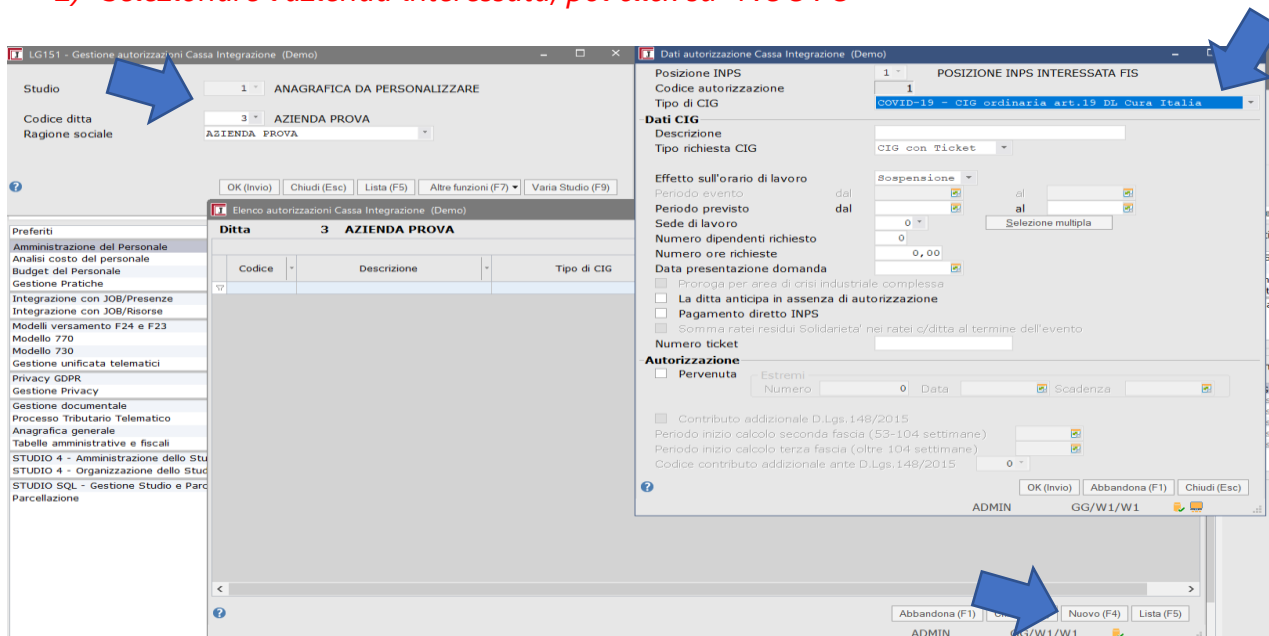 2) Selezionare l'azienda interessata, poi click su "NUOVO"
LG151 - Gestione autorizzazioni Cassa Integrazione (Demo)
Studio 1 ANAGRAFICA DA PERSONALIZZARE
Codice ditta 3 AZIENDA PROVA
Ragione sociale AZIENDA PROVA
OK (Invio) Chiudi (Esc) Lista (F5) Altre funzioni (F7) Varia Studio (F9)
Preferiti
Amministrazione del Personale
Analisi costo del personale
Budget del Personale
Gestione Pratiche
Integrazione con JOB/Presenze
Integrazione con JOB/Risorse
Modelli versamento F24 e F23
Modello 770
Modello 730
Gestione unificata telematici
Privacy GDPR
Gestione Privacy
Gestione documentale
Processo Tributario Telematico
Anagrafica generale
Tabelle amministrative e fiscali
STUDIO 4 - Amministrazione dello Stu
STUDIO 4 - Organizzazione dello Stud
STUDIO SQL - Gestione Studio e Parc
Parcellazione
Elenco autorizzazioni Cassa Integrazione (Demo)
Ditta 3 AZIENDA PROVA
Codice Descrizione Tipo di CIG
Abbandona (F1) Nuovo (F4) Lista (F5)
ADMIN GG/W1/W1
Dati autorizzazione Cassa Integrazione (Demo)
Posizione INPS 1 POSIZIONE INPS INTERESSATA FIS
Codice autorizzazione 1
Tipo di CIG COVID-19 - CIG ordinaria art.19 DL Cura Italia
Dati CIG
Descrizione
Tipo richiesta CIG CIG con Ticket
Effetto sull'orario di lavoro Sospensione
Periodo evento dal al
Periodo previsto dal al
Sede di lavoro 0 Selezione multipla
Numero dipendenti richiesto 0
Numero ore richieste 0,00
Data presentazione domanda
Proroga per area di crisi industriale complessa
La ditta anticipa in assenza di autorizzazione
Pagamento diretto INPS
Somma ratei residui Solidarieta' nei ratei c/ditta al termine dell'evento
Numero ticket
Autorizzazione
Pervenuta Estremi
Numero 0 Data Scadenza
Contributo addizionale D.Lgs.148/2015
Periodo inizio calcolo seconda fascia (53-104 settimane)
Periodo inizio calcolo terza fascia (oltre 104 settimane)
Codice contributo addizionale ante D.Lgs.148/2015 0
OK (Invio) Abbandona (F1) Chiudi (Esc)
ADMIN GG/W1/W1